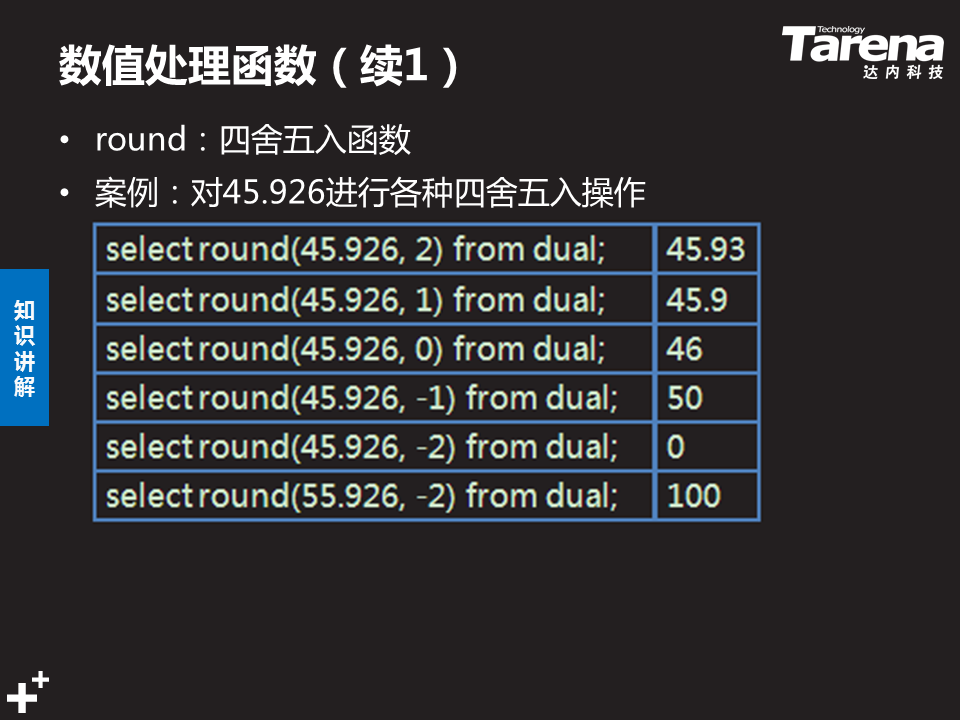 数值处理函数（续1）
Technology
Tarena
达内科技
• round：四舍五入函数
• 案例：对45.926进行各种四舍五入操作
select round(45.926, 2) from dual; 45.93
select round(45.926, 1) from dual; 45.9
select round(45.926, 0) from dual; 46
select round(45.926, -1) from dual; 50
select round(45.926, -2) from dual; 0
select round(55.926, -2) from dual; 100
知识讲解